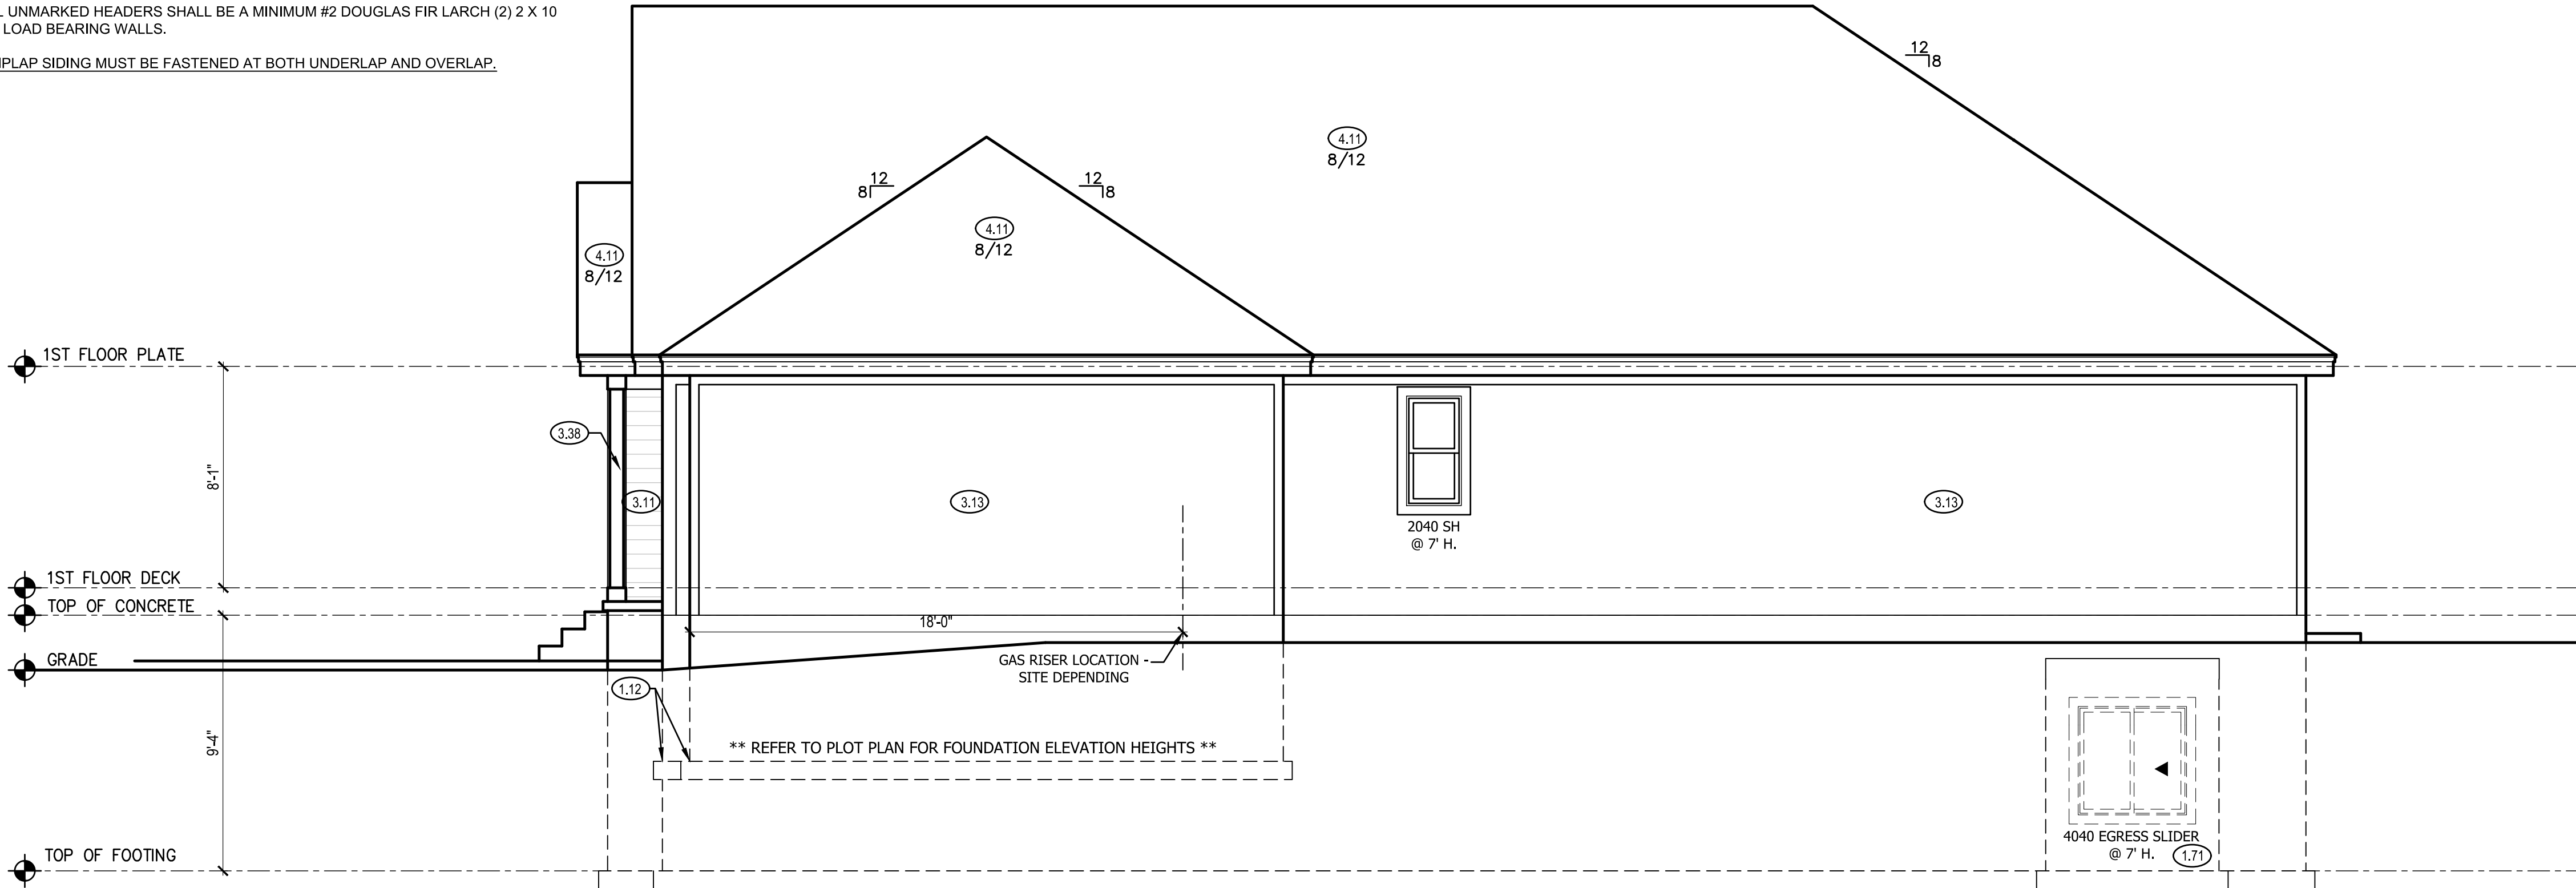 UNMARKED HEADERS SHALL BE A MINIMUM #2 DOUGLAS FIR LARCH (2) 2 X 10
LOAD BEARING WALLS.
SIDING MUST BE FASTENED AT BOTH UNDERLAP AND OVERLAP.
12
8
4.11
8/12
12
8
12
8
4.11
8/12
4.11
8/12
1ST FLOOR PLATE
3.38
8'-1"
3.11
3.13
3.13
2040 SH
@ 7' H.
1ST FLOOR DECK
TOP OF CONCRETE
18'-0"
GRADE
GAS RISER LOCATION -
SITE DEPENDING
1.12
9'-4"
** REFER TO PLOT PLAN FOR FOUNDATION ELEVATION HEIGHTS **
4040 EGRESS SLIDER
@ 7' H.
1.71
TOP OF FOOTING